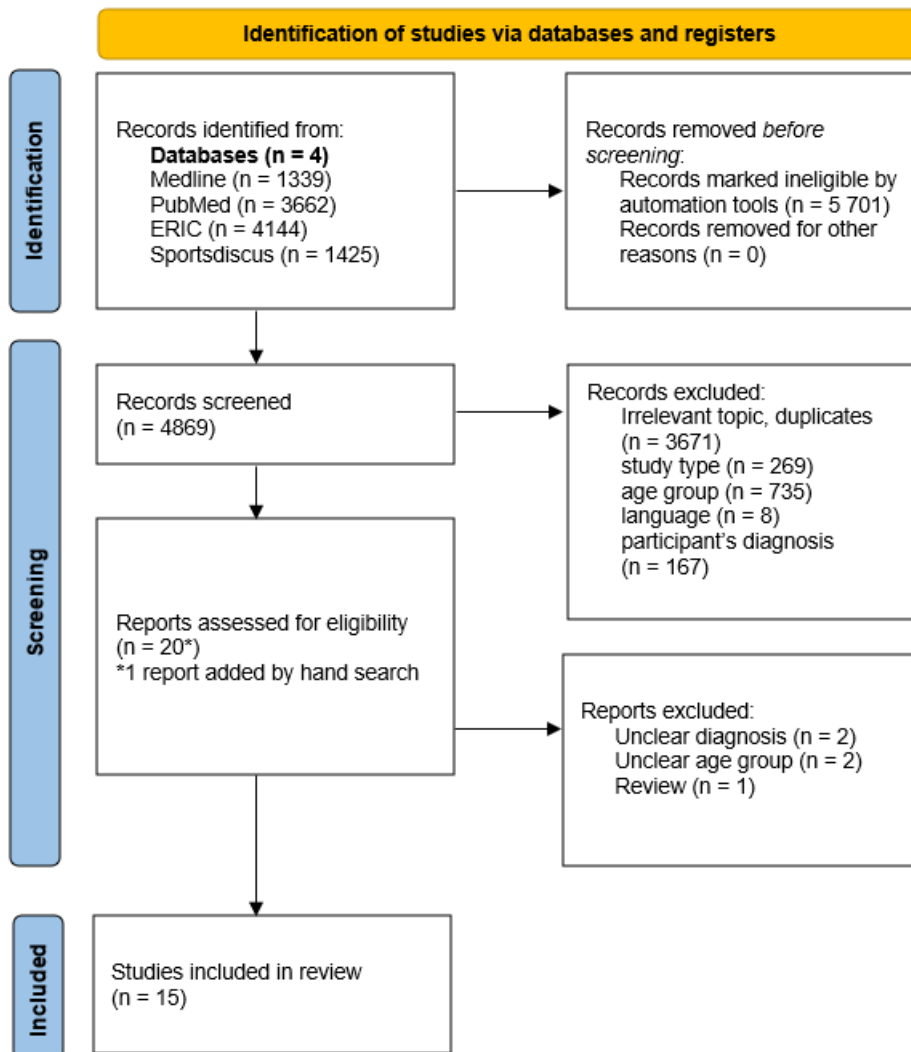 Identification of studies via databases and registers
Identification
Records identified from:
Databases (n = 4)
Medline (n = 1339)
PubMed (n = 3662)
ERIC (n = 4144)
Sportsdiscus (n = 1425)
Records removed before
screening:
Records marked ineligible by
automation tools (n = 5 701)
Records removed for other
reasons (n = 0)
Screening
Records screened
(n = 4869)
Records excluded:
Irrelevant topic, duplicates
(n = 3671)
study type (n = 269)
age group (n = 735)
language (n = 8)
participant's diagnosis
(n = 167)
Reports assessed for eligibility
(n = 20*)
*1 report added by hand search
Reports excluded:
Unclear diagnosis (n = 2)
Unclear age group (n = 2)
Review (n = 1)
Included
Studies included in review
(n = 15)